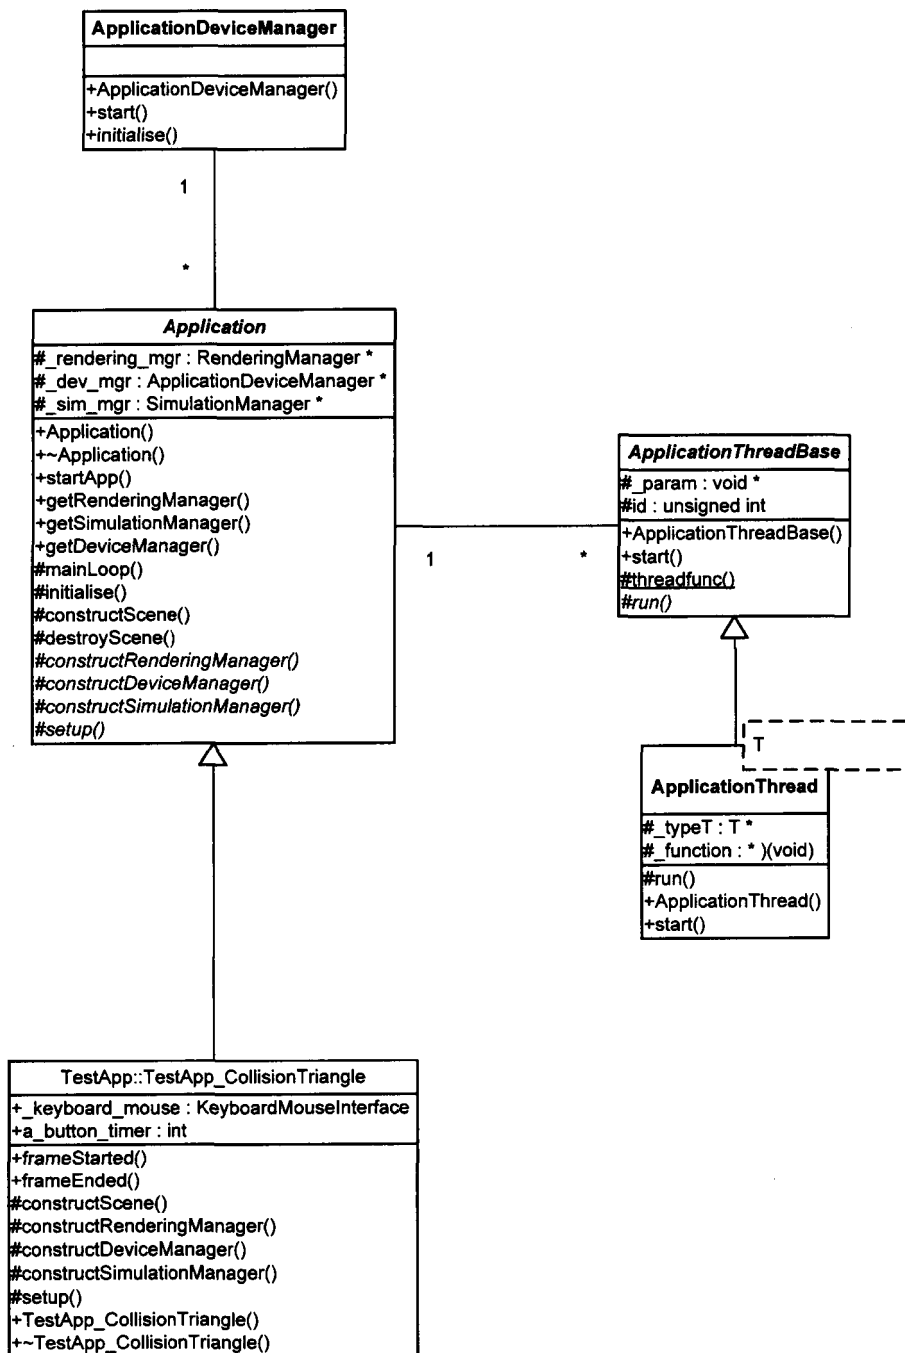 ApplicationDeviceManager
+ApplicationDeviceManager()
+start()
+initialise()
1
*
Application
#_rendering_mgr : RenderingManager *
#_dev_mgr : ApplicationDeviceManager *
#_sim_mgr : SimulationManager *
+Application()
+~Application()
+startApp()
+getRenderingManager()
+getSimulationManager()
+getDeviceManager()
#mainLoop()
#initialise()
#constructScene()
#destroyScene()
#constructRenderingManager()
#constructDeviceManager()
#constructSimulationManager()
#setup()
1
*
ApplicationThreadBase
#_param : void *
#id : unsigned int
+ApplicationThreadBase()
+start()
#threadfunc()
#run()
T
ApplicationThread
#_typeT : T *
#_function : * )(void)
#run()
+ApplicationThread()
+start()
TestApp::TestApp_CollisionTriangle
+_keyboard_mouse : KeyboardMouseInterface
+a_button_timer : int
+frameStarted()
+frameEnded()
#constructScene()
#constructRenderingManager()
#constructDeviceManager()
#constructSimulationManager()
#setup()
+TestApp_CollisionTriangle()
+~TestApp_CollisionTriangle()